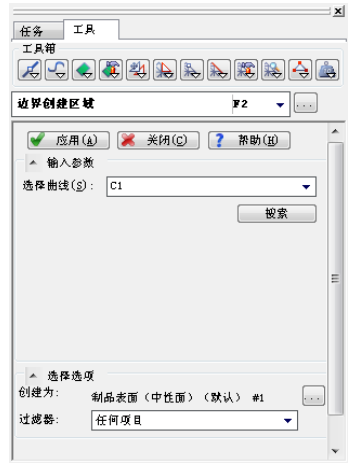 任务 工具
工具箱
边界创建区域 F2 ...
应用(A) 关闭(C) ? 帮助(H)
输入参数
选择曲线(S): C1
被索
选择选项
创建为: 制品表面（中性面）（默认） #1 ...
过滤器: 任何项目